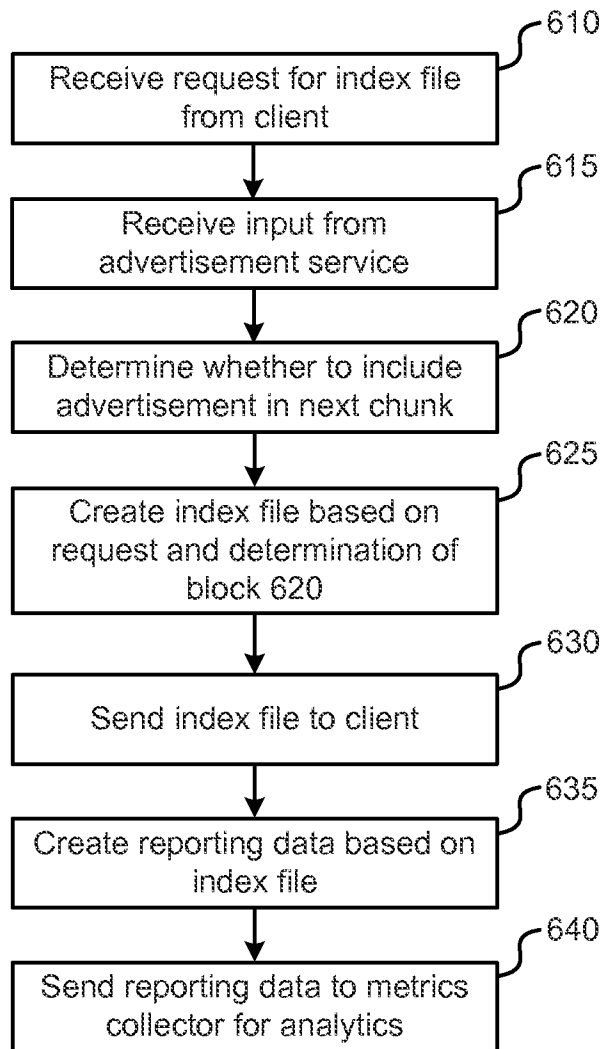 610
Receive request for index file
from client
615
Receive input from
advertisement service
620
Determine whether to include
advertisement in next chunk
625
Create index file based on
request and determination of
block 620
630
Send index file to client
635
Create reporting data based on
index file
640
Send reporting data to metrics
collector for analytics